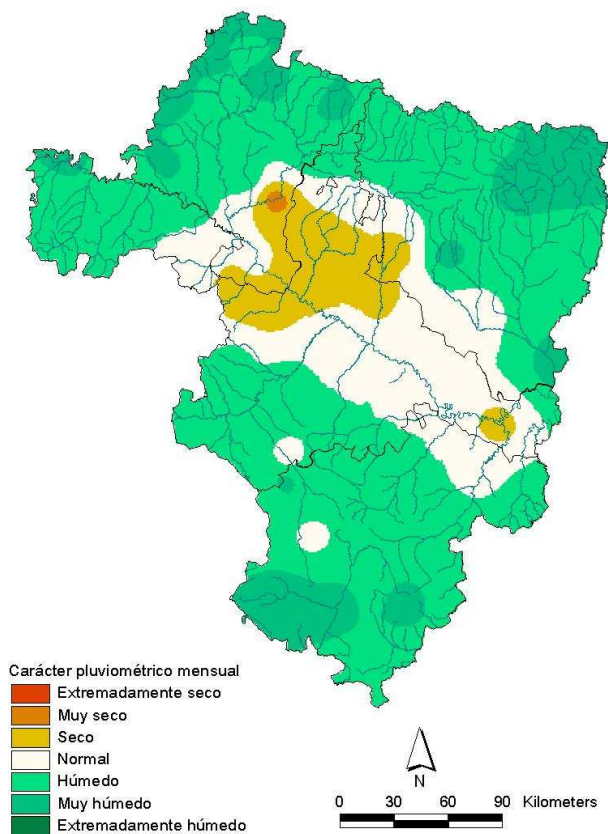 Carácter pluviométrico mensual
Extremadamente seco
Muy seco
Seco
Normal
Húmedo
Muy húmedo
Extremadamente húmedo
N
0 30 60 90 Kilometers